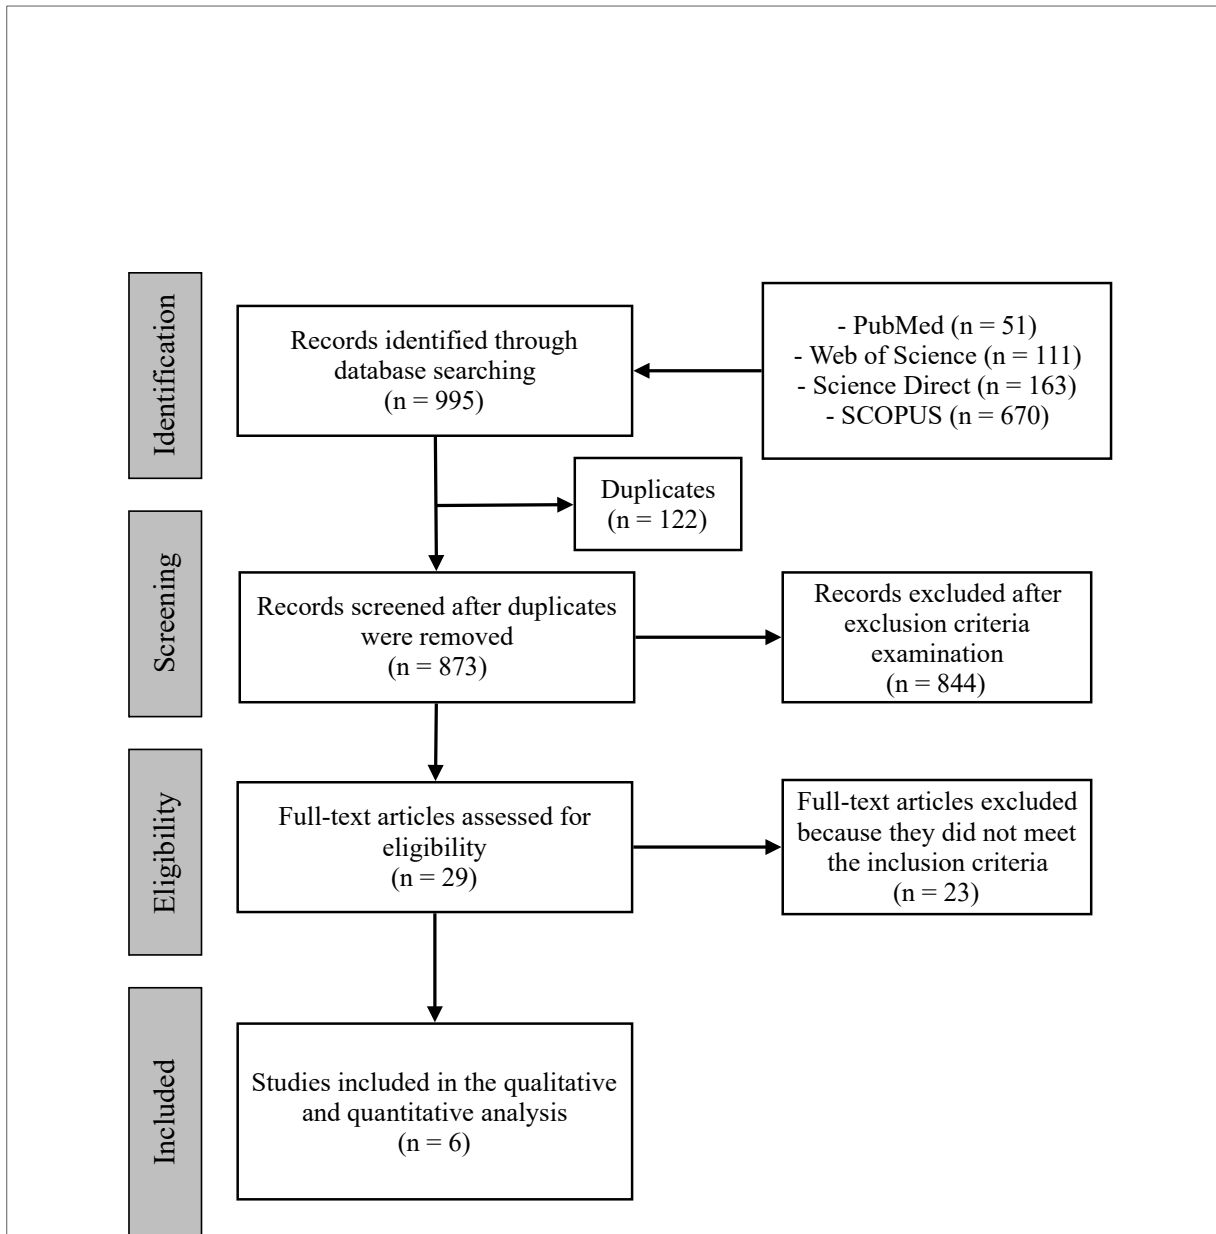 Identification
Records identified through
database searching
(n = 995)
- PubMed (n = 51)
- Web of Science (n = 111)
- Science Direct (n = 163)
- SCOPUS (n = 670)
Duplicates
(n = 122)
Screening
Records screened after duplicates
were removed
(n = 873)
Records excluded after
exclusion criteria
examination
(n = 844)
Eligibility
Full-text articles assessed for
eligibility
(n = 29)
Full-text articles excluded
because they did not meet
the inclusion criteria
(n = 23)
Included
Studies included in the qualitative
and quantitative analysis
(n = 6)